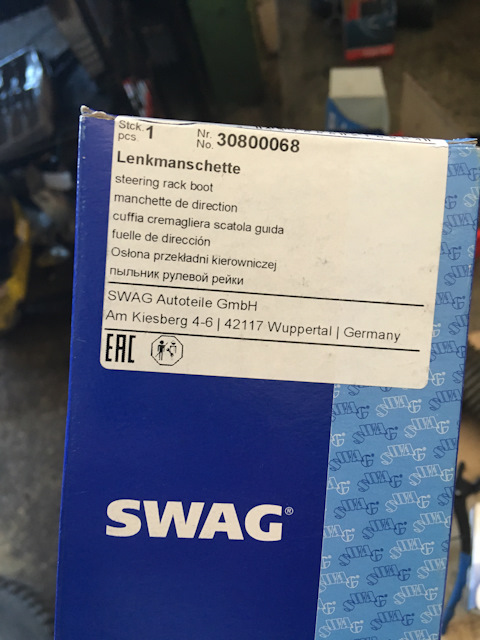 Stck. 1 Nr. 30800068
pcs. No.
Lenkmanschette
steering rack boot
manchette de direction
cuffia cremagliera scatola guida
fuelle de dirección
Osłona przekładni kierowniczej
пыльник рулевой рейки
SWAG Autoteile GmbH
Am Kiesberg 4-6 | 42117 Wuppertal | Germany
EAC
SWAG®